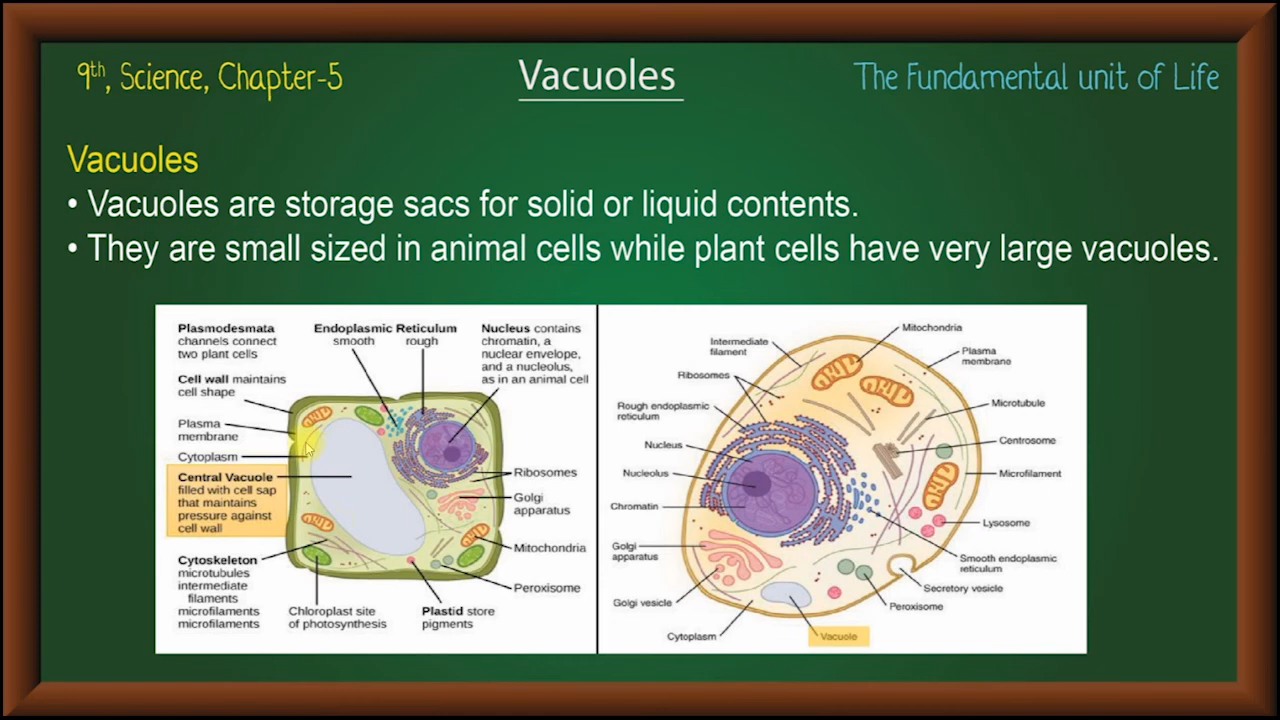 9th, Science, Chapter-5
Vacuoles
The Fundamental unit of Life
Vacuoles
• Vacuoles are storage sacs for solid or liquid contents.
• They are small sized in animal cells while plant cells have very large vacuoles.
Plasmodesmata
channels connect
two plant cells
Endoplasmic Reticulum
smooth rough
Nucleus contains
chromatin, a
nuclear envelope,
and a nucleolus,
as in an animal cell
Cell wall maintains
cell shape
Plasma
membrane
Cytoplasm
Central Vacuole
filled with cell sap
that maintains
pressure against
cell wall
Cytoskeleton
microtubules
intermediate
filaments
microfilaments
microfilaments
Chloroplast site
of photosynthesis
Plastid store
pigments
Ribosomes
Golgi
apparatus
Mitochondria
Peroxisome
Intermediate
filament
Ribosomes
Rough endoplasmic
reticulum
Nucleus
Nucleolus
Chromatin
Golgi
apparatus
Golgi vesicle
Cytoplasm
Vacuole
Mitochondria
Plasma
membrane
Microtubule
Centrosome
Microfilament
Lysosome
Smooth endoplasmic
reticulum
Secretory vesicle
Peroxisome